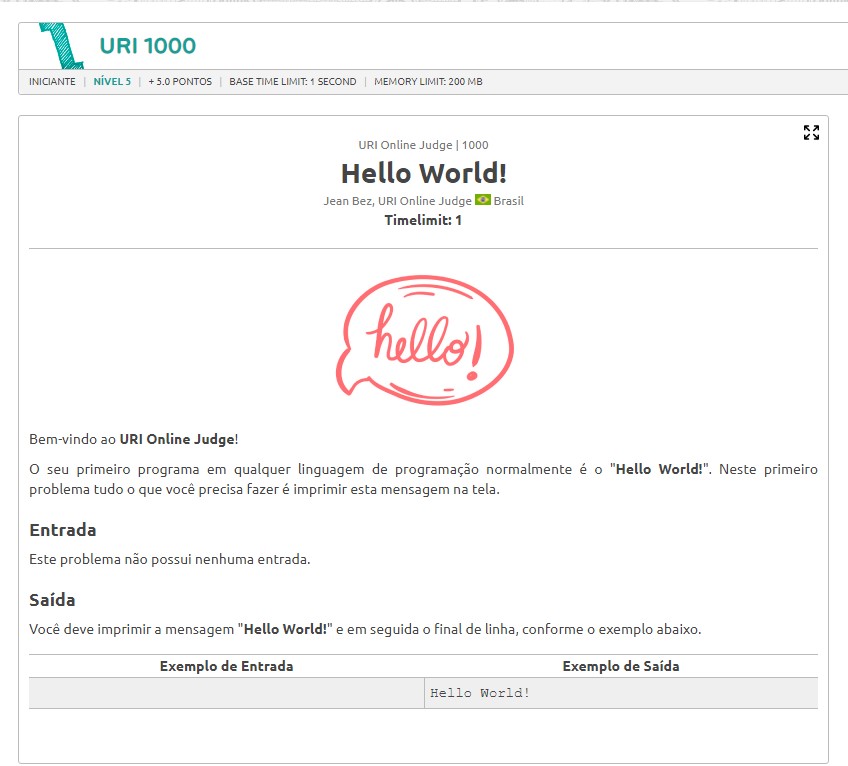 URI 1000
INICIANTE | NÍVEL 5 | + 5.0 PONTOS | BASE TIME LIMIT: 1 SECOND | MEMORY LIMIT: 200 MB
URI Online Judge | 1000
Hello World!
Jean Bez, URI Online Judge Brasil
Timelimit: 1
hello!
Bem-vindo ao URI Online Judge!
O seu primeiro programa em qualquer linguagem de programação normalmente é o "Hello World!". Neste primeiro
problema tudo o que você precisa fazer é imprimir esta mensagem na tela.
Entrada
Este problema não possui nenhuma entrada.
Saída
Você deve imprimir a mensagem "Hello World!" e em seguida o final de linha, conforme o exemplo abaixo.
Exemplo de Entrada Exemplo de Saída
Hello World!